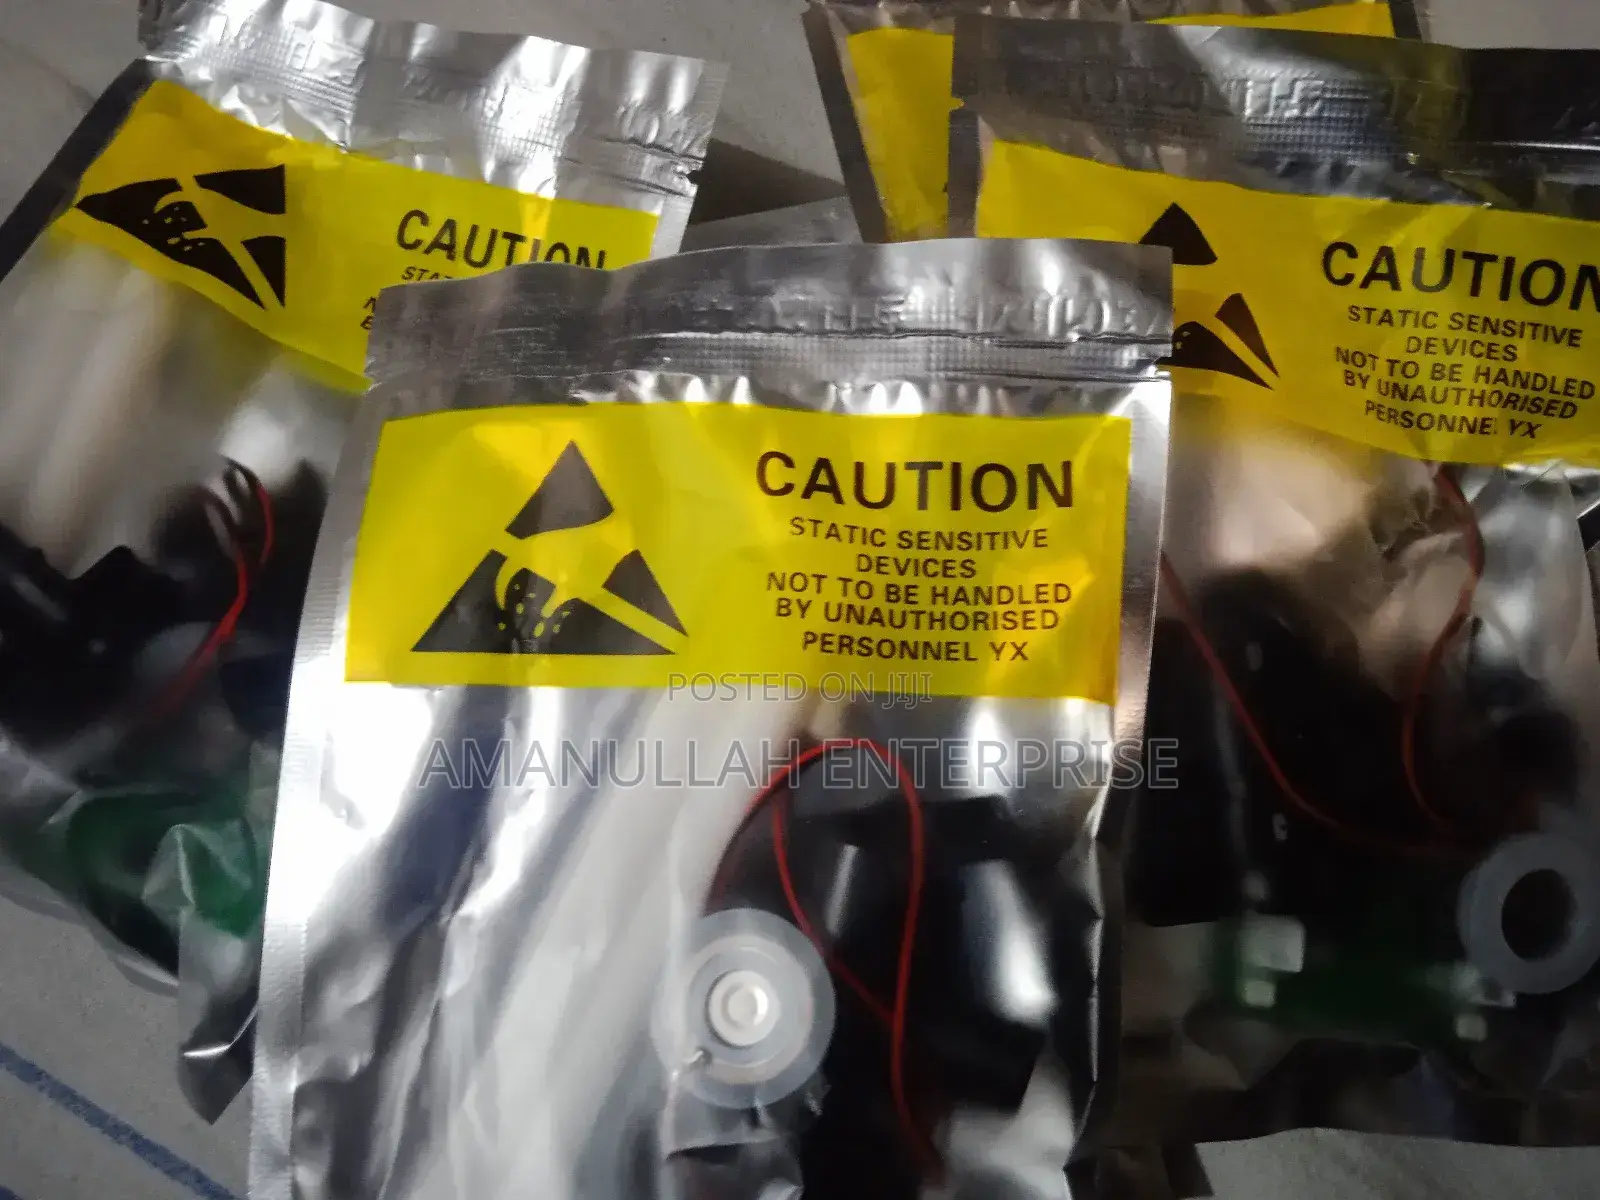 CAUTION
CAUTION
STATIC SENSITIVE
DEVICES
NOT TO BE HANDLED
BY UNAUTHORISED
PERSONNEL YX
CAUTION
STATIC SENSITIVE
DEVICES
NOT TO BE HANDLED
BY UNAUTHORISED
PERSONNEL YX
POSTED ON JIJI
AMANULLAH ENTERPRISE